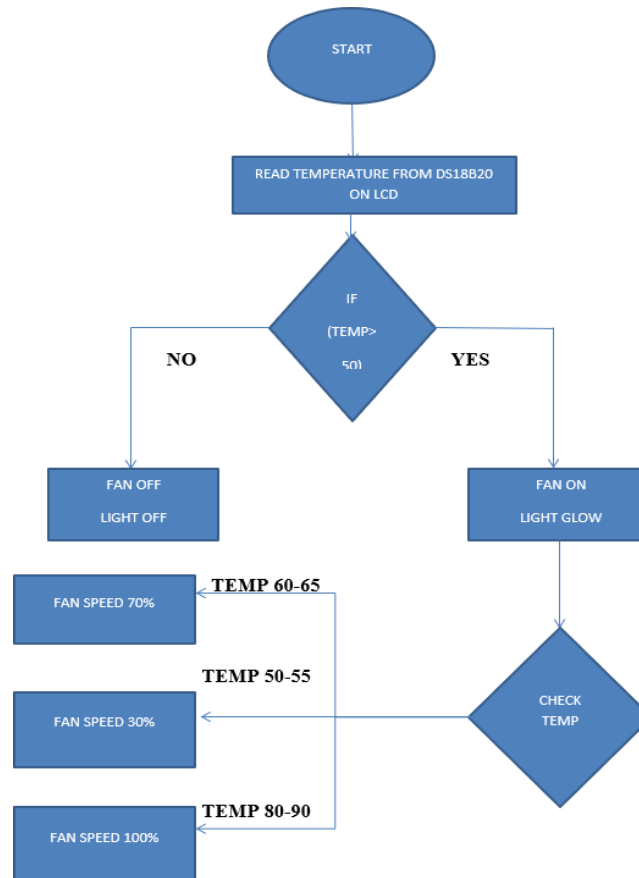 START
READ TEMPERATURE FROM DS18B20
ON LCD
IF
(TEMP>
50)
NO
YES
FAN OFF
LIGHT OFF
FAN ON
LIGHT GLOW
TEMP 60-65
FAN SPEED 70%
TEMP 50-55
FAN SPEED 30%
CHECK
TEMP
TEMP 80-90
FAN SPEED 100%